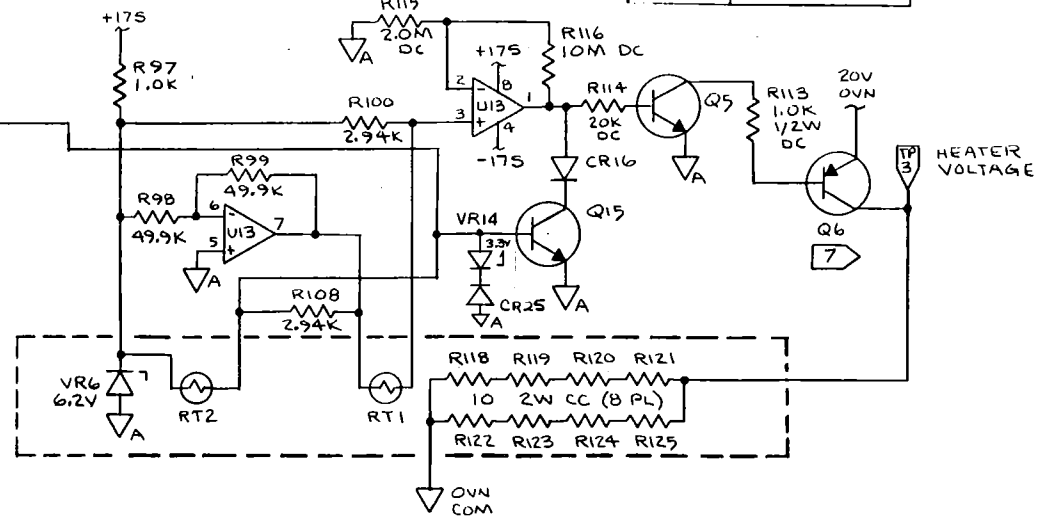 +17S
R97
1.0K
R115
2.0M
DC
A
+17S
R116
10M DC
2
-
8
U13
1
3
+
4
-17S
R100
2.94K
R114
20K
DC
Q5
A
R113
1.0K
1/2W
DC
20V
OVN
TP
3
HEATER
VOLTAGE
Q6
7
CR16
R99
49.9K
R98
49.9K
6
-
U13
7
5
+
A
VR14
3.3V
Q15
A
CR25
A
R108
2.94K
VR6
6.2V
A
RT2
RT1
R118 R119 R120 R121
10 2W CC (8 PL)
R122 R123 R124 R125
OVN
COM